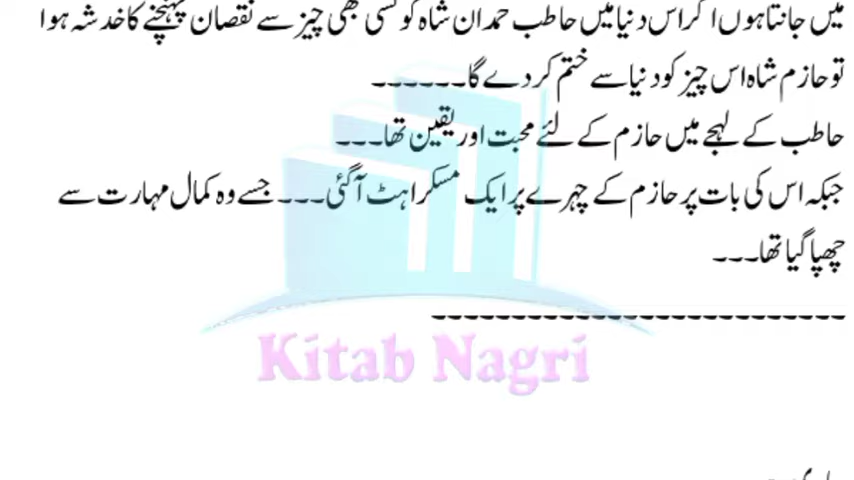 میں جانتا ہوں اگر اس دنیا میں حاطب حمدان شاہ کو کسی بھی چیز سے نقصان پہنچنے کا خدشہ ہوا
تو حازم شاہ اس چیز کو دنیا سے ختم کر دے گا۔۔۔۔۔۔
حاطب کے لہجے میں حازم کے لئے محبت اور یقین تھا۔۔۔
جبکہ اس کی بات پر حازم کے چہرے پر ایک مسکراہٹ آگئی۔۔۔ جسے وہ کمال مہارت سے
چھپا گیا تھا۔۔۔
---------------------------
Kitab Nagri